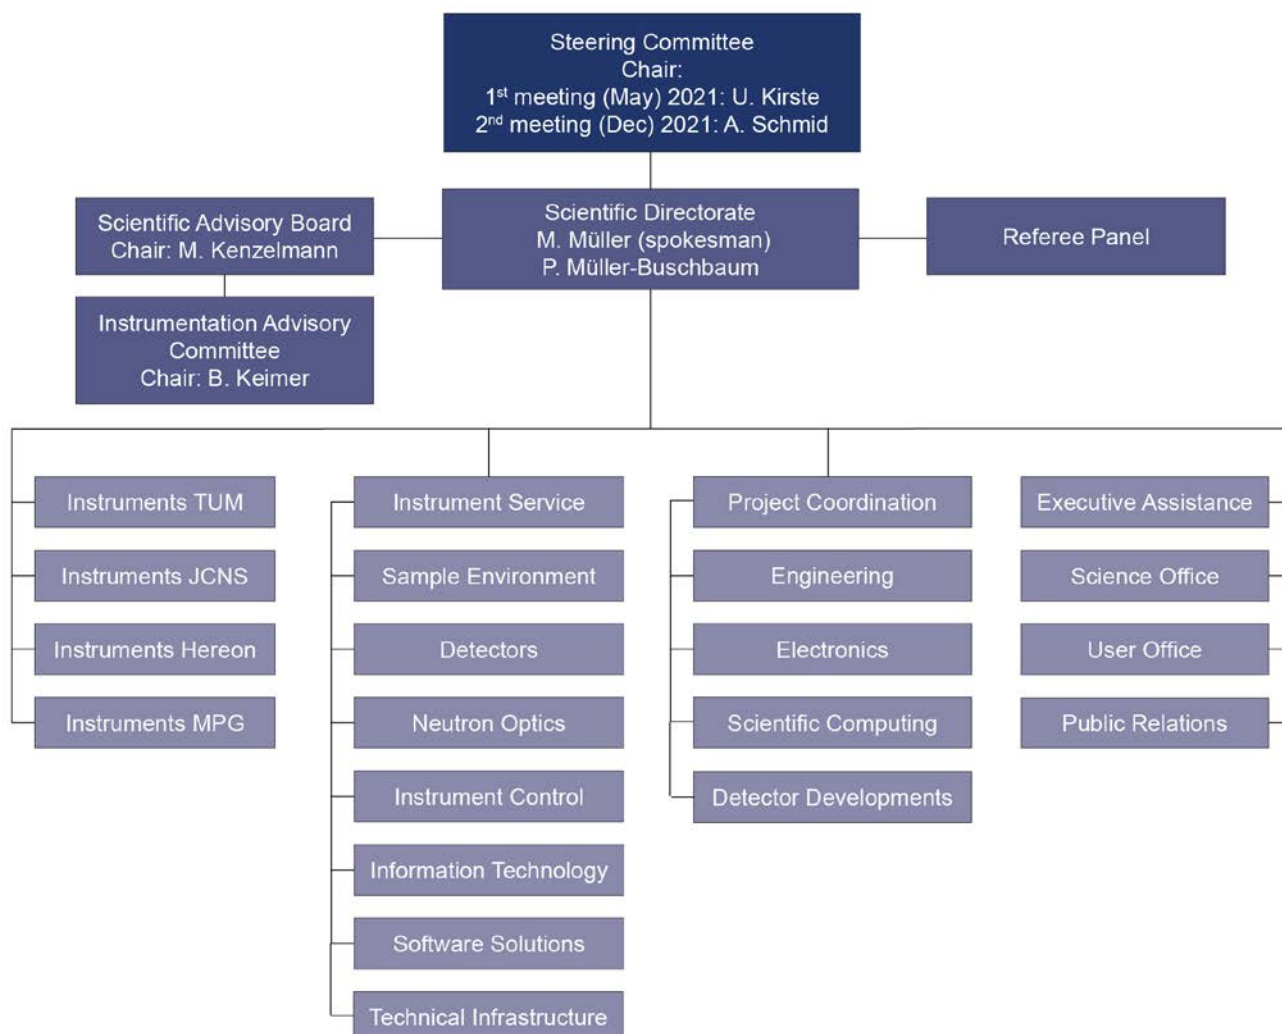 Steering Committee
Chair:
1st meeting (May) 2021: U. Kirste
2nd meeting (Dec) 2021: A. Schmid
Scientific Advisory Board
Chair: M. Kenzelmann
Scientific Directorate
M. Müller (spokesman)
P. Müller-Buschbaum
Referee Panel
Instrumentation Advisory
Committee
Chair: B. Keimer
Instruments TUM
Instruments JCNS
Instruments Hereon
Instruments MPG
Instrument Service
Sample Environment
Detectors
Neutron Optics
Instrument Control
Information Technology
Software Solutions
Technical Infrastructure
Project Coordination
Engineering
Electronics
Scientific Computing
Detector Developments
Executive Assistance
Science Office
User Office
Public Relations